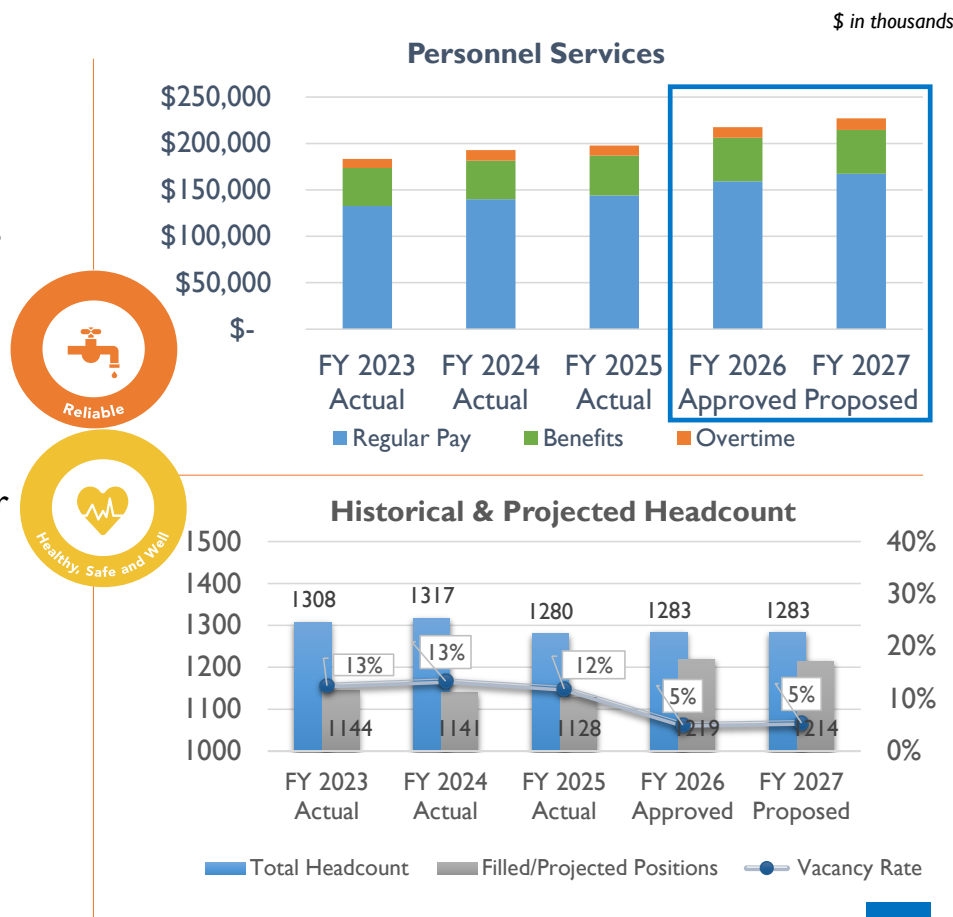 $ in thousands
Personnel Services
$250,000
$200,000
$150,000
$100,000
$50,000
$-
FY 2023 FY 2024 FY 2025 FY 2026 FY 2027
Actual Actual Actual Approved Proposed
Regular Pay Benefits Overtime
Reliable
Healthy, Safe and Well
r
Historical & Projected Headcount
1500 40%
1400 30%
1300 20%
1200 10%
1100 0%
1000
1308 1317 1280 1283 1283
13% 13% 12% 5% 5%
1144 1141 1128 1219 1214
FY 2023 FY 2024 FY 2025 FY 2026 FY 2027
Actual Actual Actual Approved Proposed
Total Headcount Filled/Projected Positions Vacancy Rate